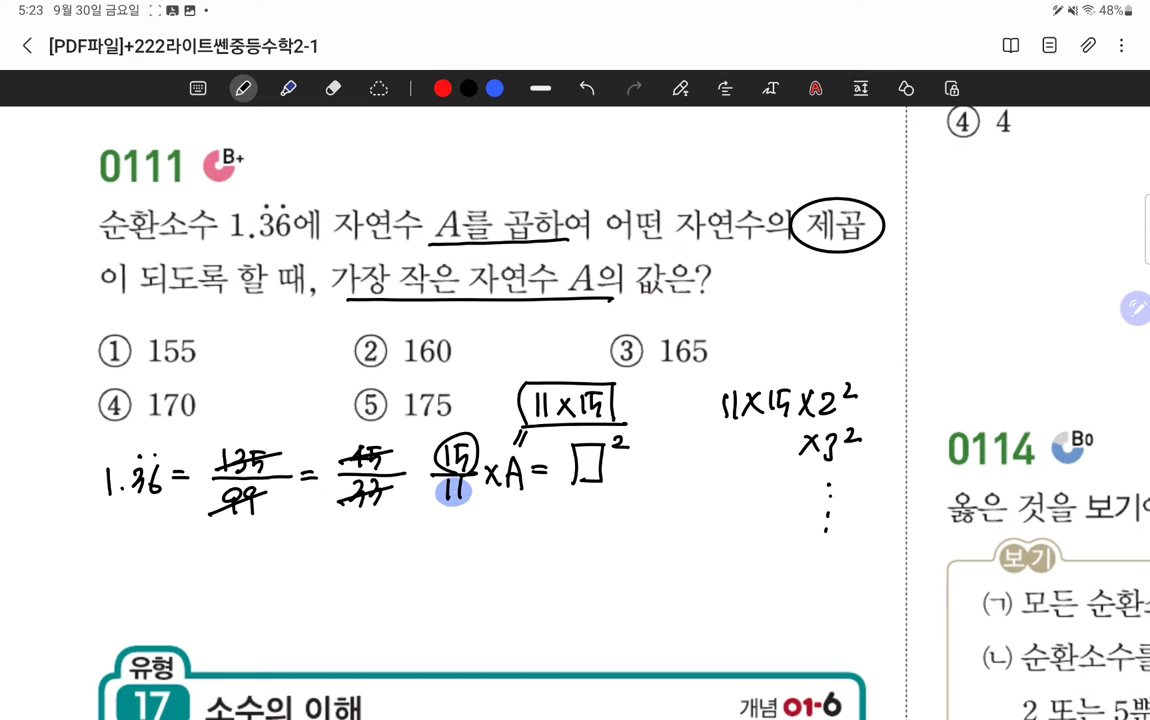 5:23 9월 30일 금요일
48%
[PDF파일]+222라이트쎈중등수학2-1
④ 4
0111 B+
순환소수 1.3̇6̇에 자연수 A를 곱하여 어떤 자연수의 제곱
이 되도록 할 때, 가장 작은 자연수 A의 값은?
① 155 ② 160 ③ 165
④ 170 ⑤ 175
11×15
11×15×2²
×3²
⋮
1.3̇6̇ = 135/99 = 45/33 15/11 ×A= □²
유형
17 소수의 이해 개념 01-6
0114 B0
옳은 것을 보기에
보기
(ㄱ) 모든 순환소
(ㄴ) 순환소수를
2 또는 5뿐